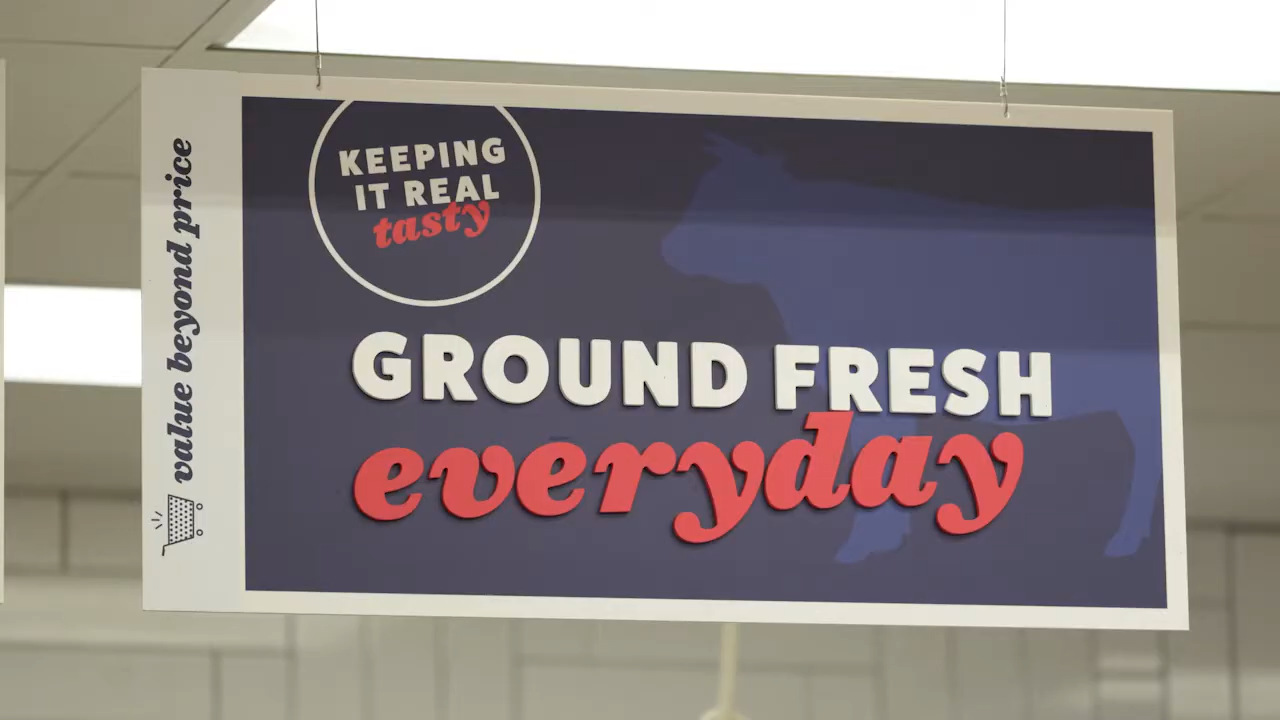 value beyond price
KEEPING
IT REAL
tasty
GROUND FRESH
everyday